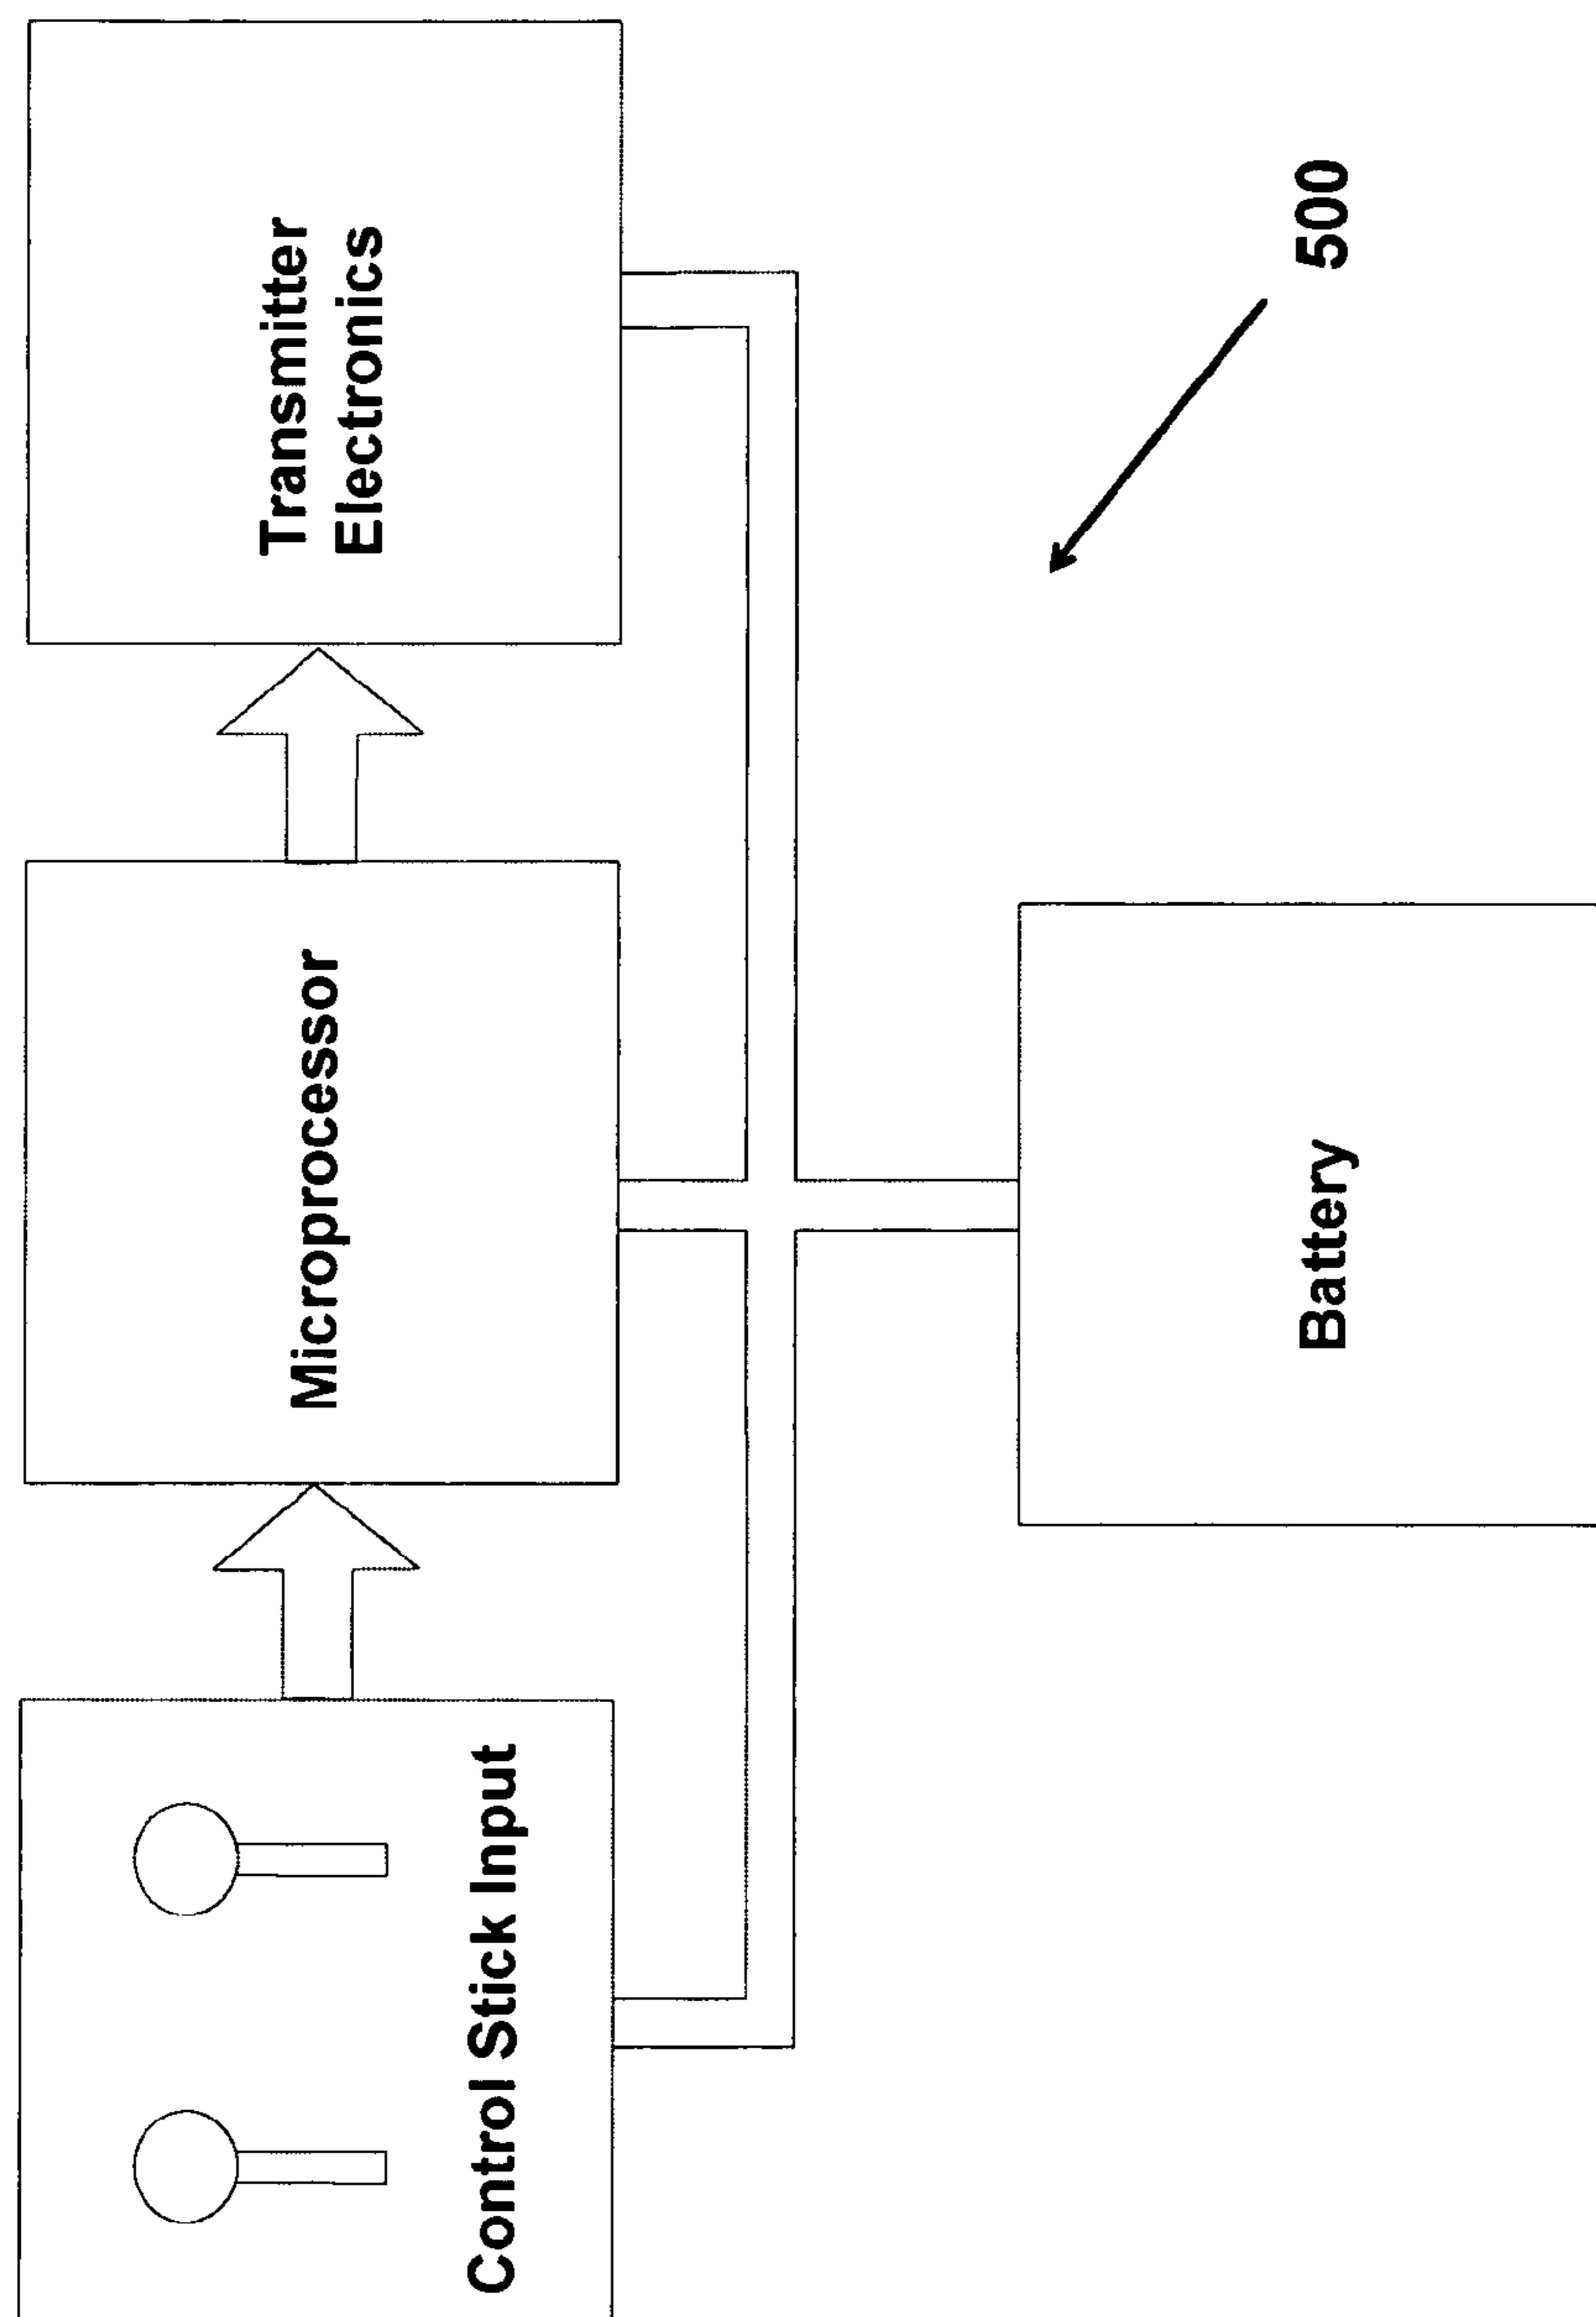 Control Stick Input
Microprocessor
Transmitter
Electronics
Battery
500